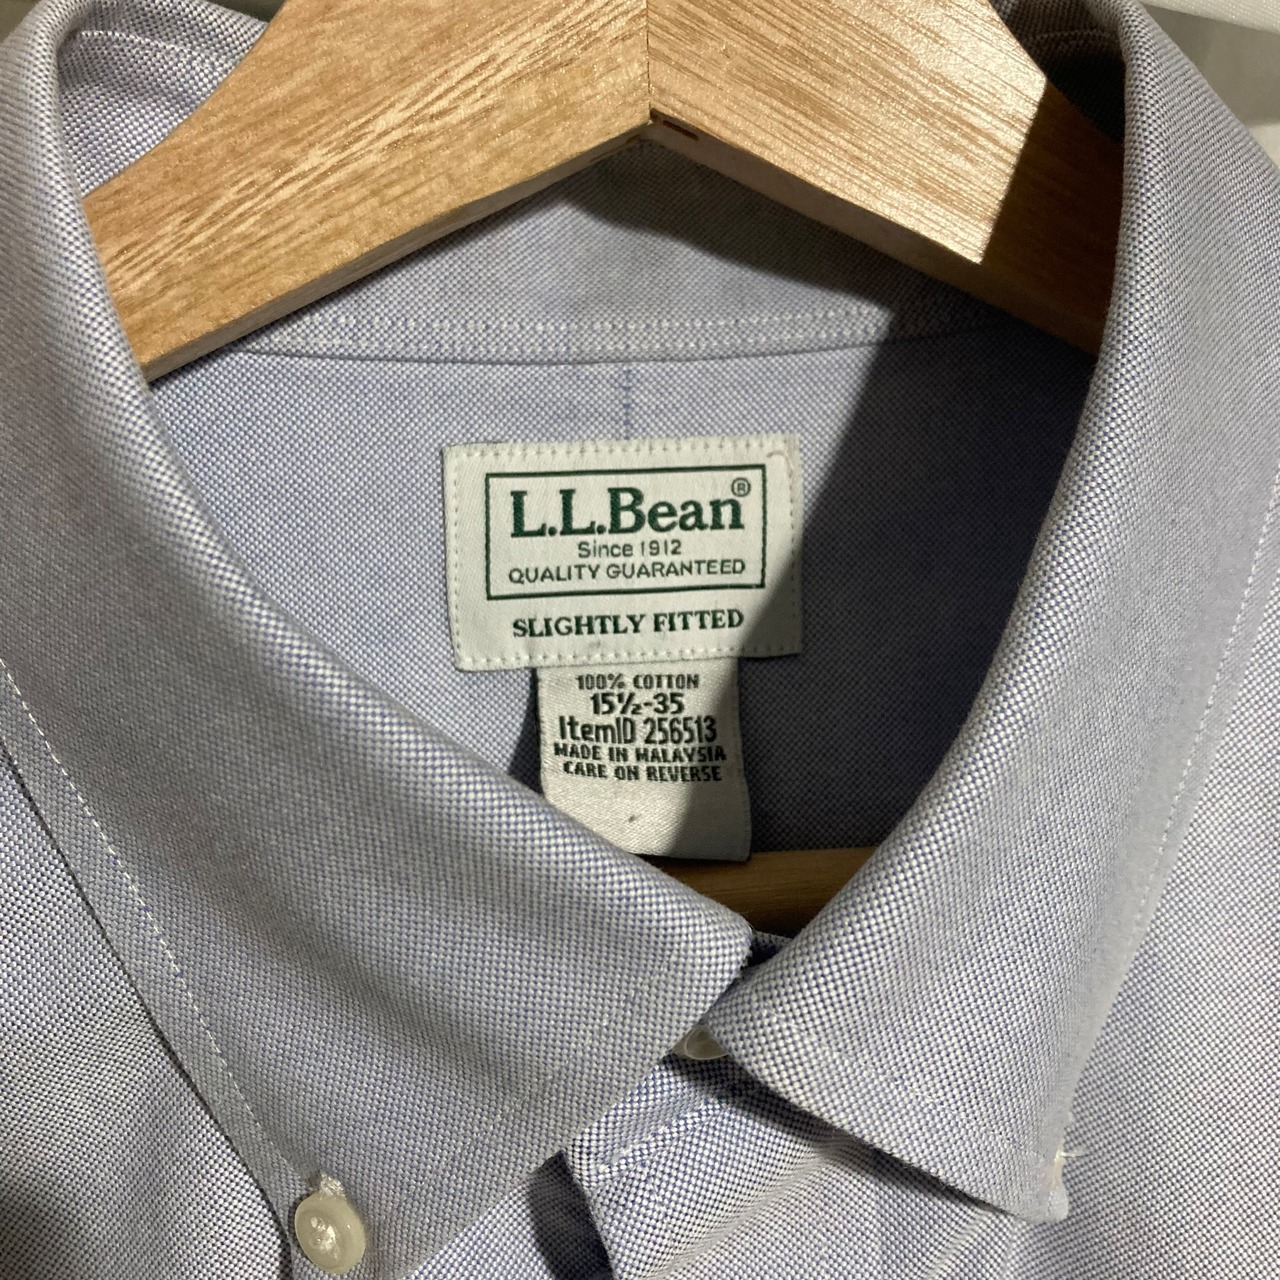 L.L.Bean®
Since 1912
QUALITY GUARANTEED
SLIGHTLY FITTED
100% COTTON
15½-35
ItemID 256513
MADE IN MALAYSIA
CARE ON REVERSE